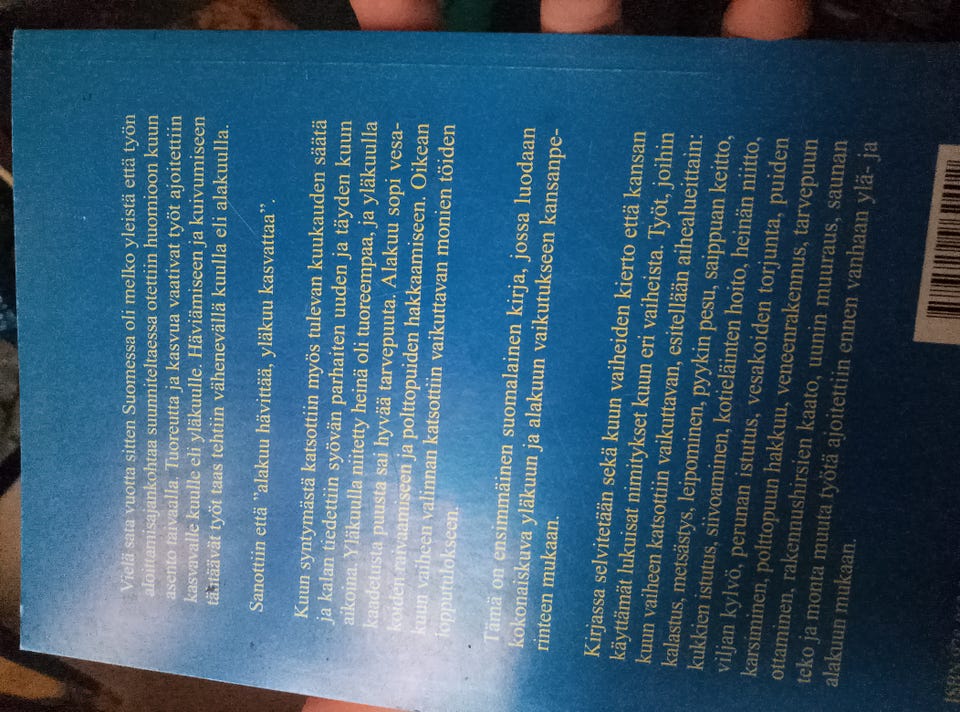 Vielä sata vuotta sitten Suomessa oli melko yleistä että työn
aloittamisajankohtaa suunniteltaessa otettiin huomioon kuun
asento taivaalla. Tuoreutta ja kasvua vaativat työt ajoitettiin
kasvavalle kuulle eli yläkuulle. Häviämiseen ja kuivumiseen
tähtäävät työt taas tehtiin vähenevällä kuulla eli alakuulla.
Sanottiin että "alakuu hävittää, yläkuu kasvattaa".
Kuun syntymästä katsottiin myös tulevan kuukauden säätä
ja kalan tiedettiin syövän parhaiten uuden ja täyden kuun
aikona. Yläkuulla niitetty heinä oli tuoreempaa, ja yläkuulla
kaadetusta puusta sai hyvää tarvepuuta. Alakuu sopi vesa-
koiden raivaamiseen ja polttopuiden hakkaamiseen. Oikean
kuun vaiheen valinnan katsottiin vaikuttavan monien töiden
lopputulokseen.
Tämä on ensimmäinen suomalainen kirja, jossa luodaan
kokonaiskuva yläkuun ja alakuun vaikutukseen kansanpe-
rinteen mukaan.
Kirjassa selvitetään sekä kuun vaiheiden kierto että kansan
käyttämät lukuisat nimitykset kuun eri vaiheista. Työt, joihin
kuun vaiheen katsottiin vaikuttavan, esitellään aihealueittain:
kalastus, metsästys, leipominen, pyykin pesu, saippuan keitto,
kukkien istutus, siivoaminen, kotieläinten hoito, heinän niitto,
viljan kylvö, perunan istutus, vesakoiden torjunta, puiden
karsiminen, polttopuun hakkuu, veneenrakennus, tarvepuun
ottaminen, rakennushirsien kaato, uunin muuraus, saunan
teko ja monta muuta työtä ajoitettiin ennen vanhaan ylä- ja
alakuun mukaan.
ISBN